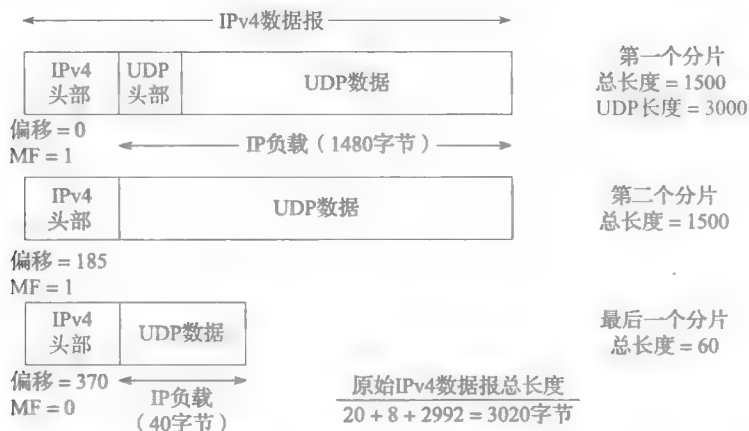 IPv4数据报
IPv4
头部
UDP
头部
UDP数据
第一个分片
总长度 = 1500
UDP长度 = 3000
偏移 = 0
MF = 1
IP负载（1480字节）
IPv4
头部
UDP数据
第二个分片
总长度 = 1500
偏移 = 185
MF = 1
IPv4
头部
UDP数据
最后一个分片
总长度 = 60
偏移 = 370
MF = 0
IP负载
（40字节）
原始IPv4数据报总长度
20 + 8 + 2992 = 3020字节